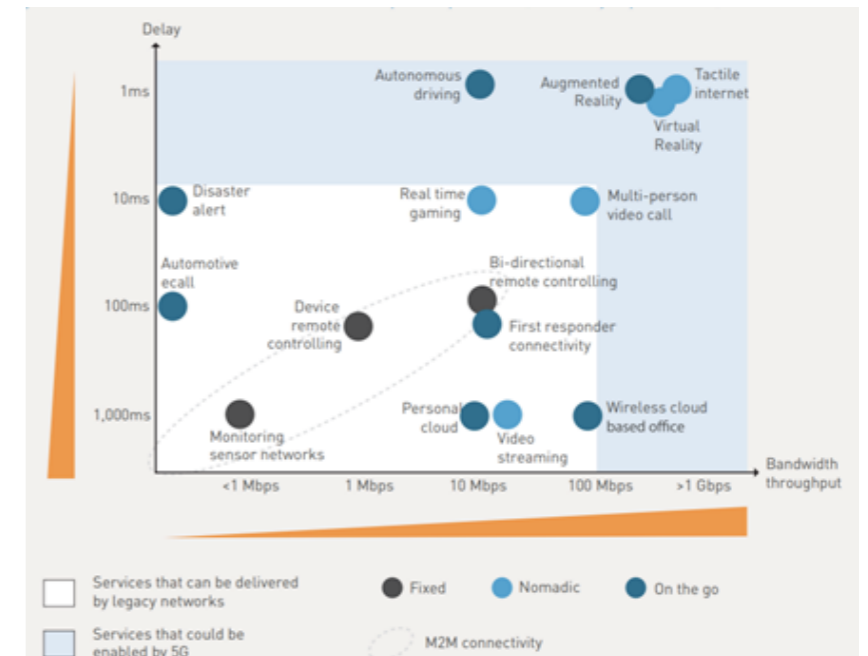 Delay
Autonomous
driving
Augmented
Reality
Tactile
internet
1ms
Virtual
Reality
10ms
Disaster
alert
Real time
gaming
Multi-person
video call
Automotive
ecall
Bi-directional
remote controlling
100ms
Device
remote
controlling
First responder
connectivity
1,000ms
Monitoring
sensor networks
Personal
cloud
Video
streaming
Wireless cloud
based office
Bandwidth
throughput
<1 Mbps
1 Mbps
10 Mbps
100 Mbps
>1 Gbps
Services that can be delivered
by legacy networks
Fixed
Nomadic
On the go
Services that could be
enabled by 5G
M2M connectivity